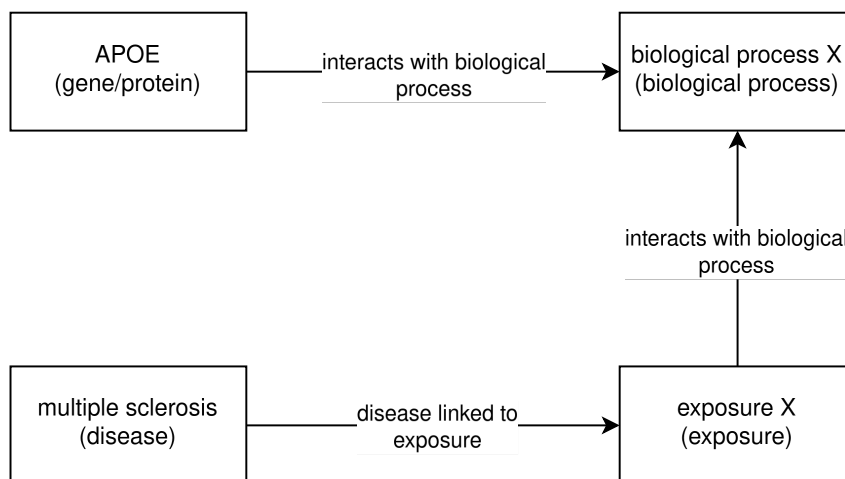 APOE
(gene/protein)
interacts with biological
process
biological process X
(biological process)
interacts with biological
process
multiple sclerosis
(disease)
disease linked to
exposure
exposure X
(exposure)